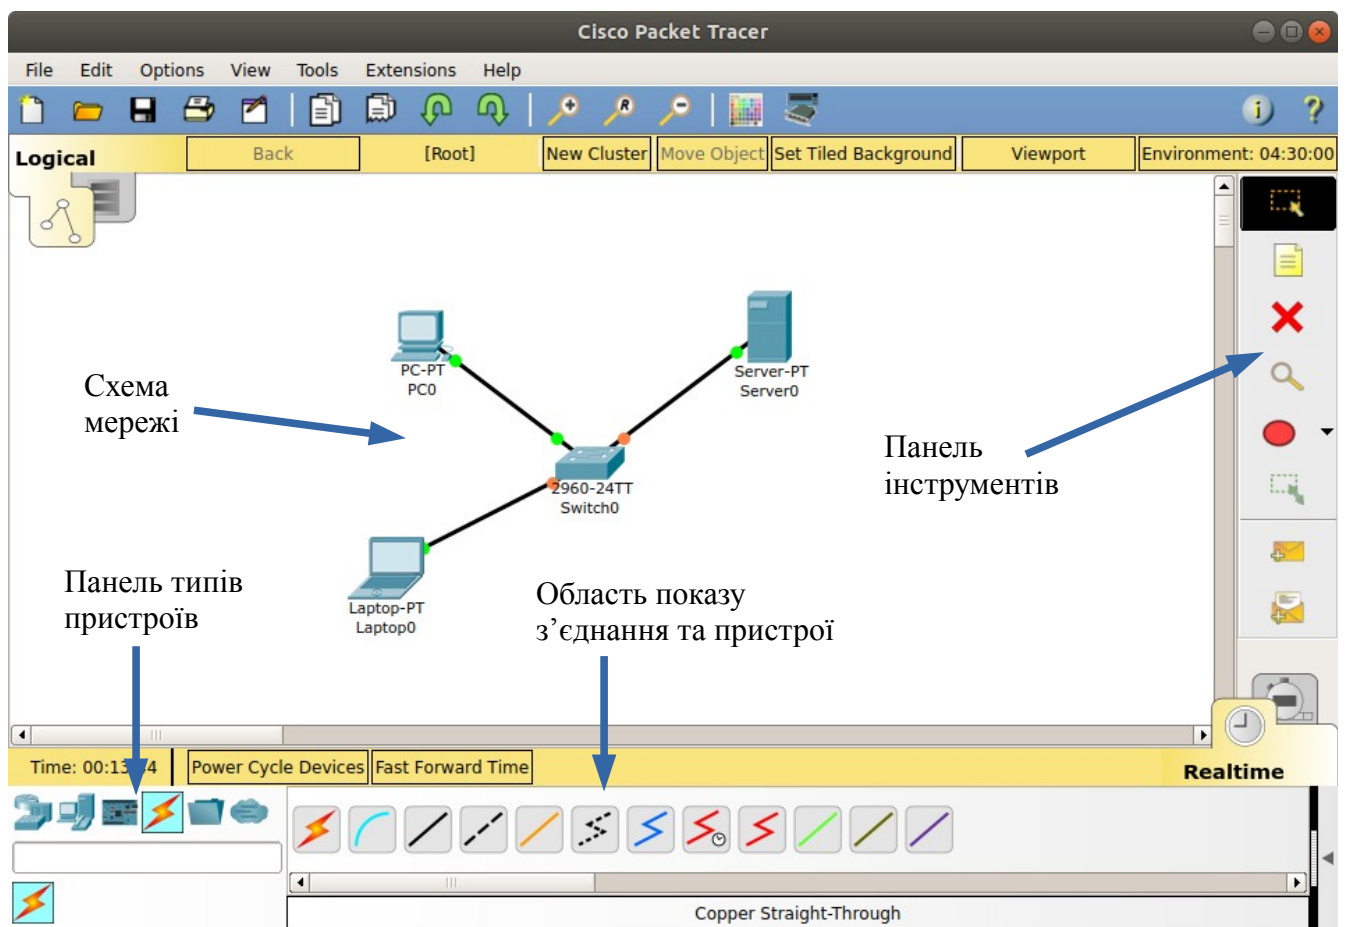 Cisco Packet Tracer
File Edit Options View Tools Extensions Help
Logical Back [Root] New Cluster Move Object Set Tiled Background Viewport Environment: 04:30:00
PC-PT
PC0
Server-PT
Server0
Схема
мережі
Панель
інструментів
2960-24TT
Switch0
Панель типів
пристроїв
Область показу
з’єднання та пристрої
Laptop-PT
Laptop0
Time: Power Cycle Devices Fast Forward Time
Realtime
Copper Straight-Through